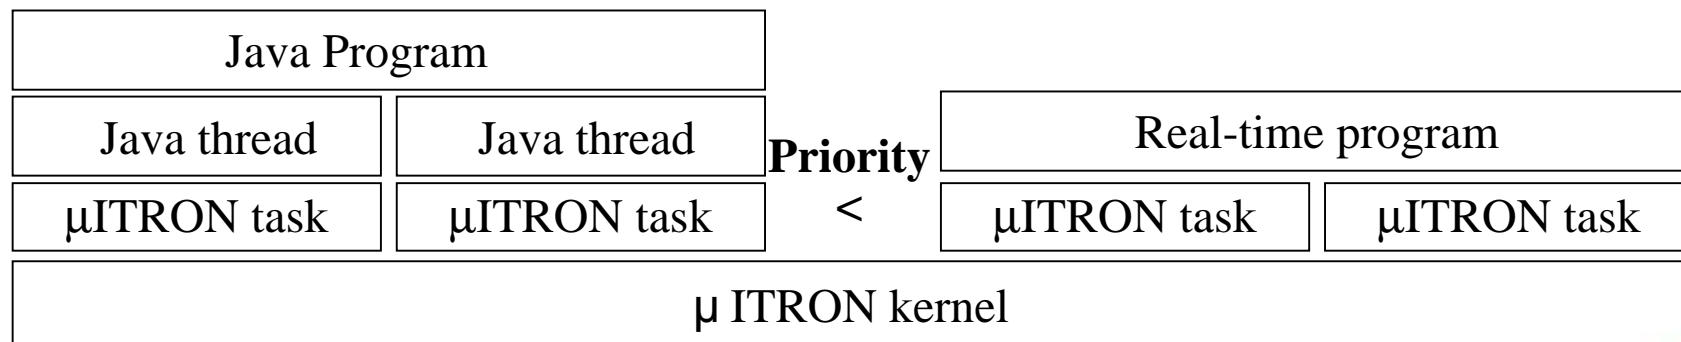 Java Program
Java thread
Java thread
Priority
Real-time program
μITRON task
μITRON task
<
μITRON task
μITRON task
μ ITRON kernel